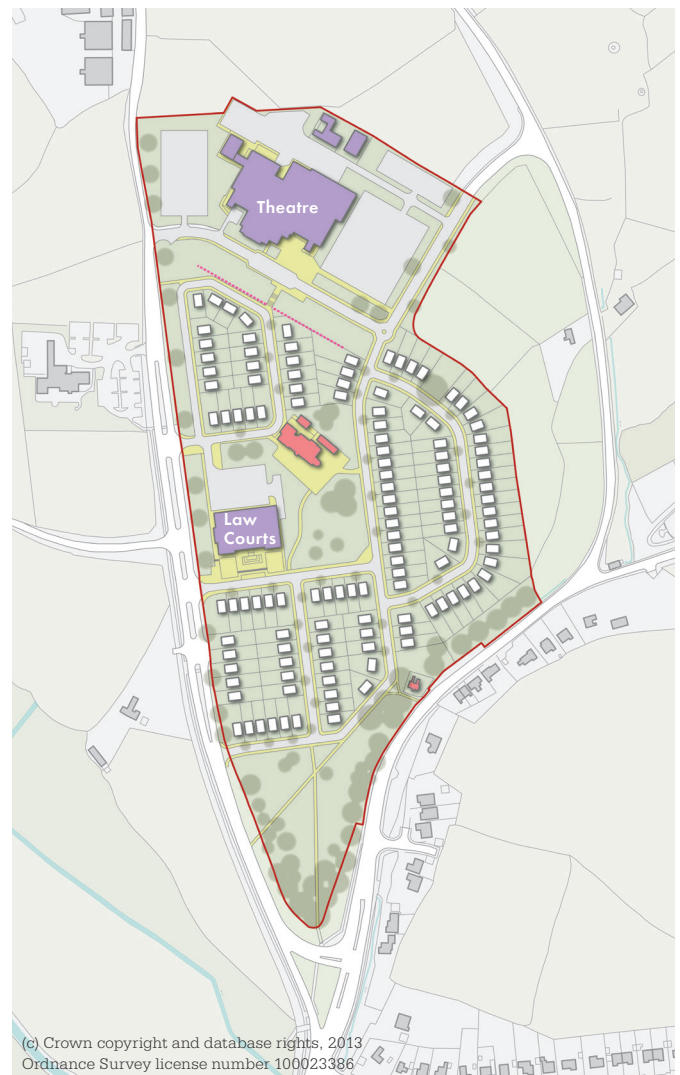 Theatre
Law
Courts
(c) Crown copyright and database rights, 2013
Ordnance Survey license number 100023386